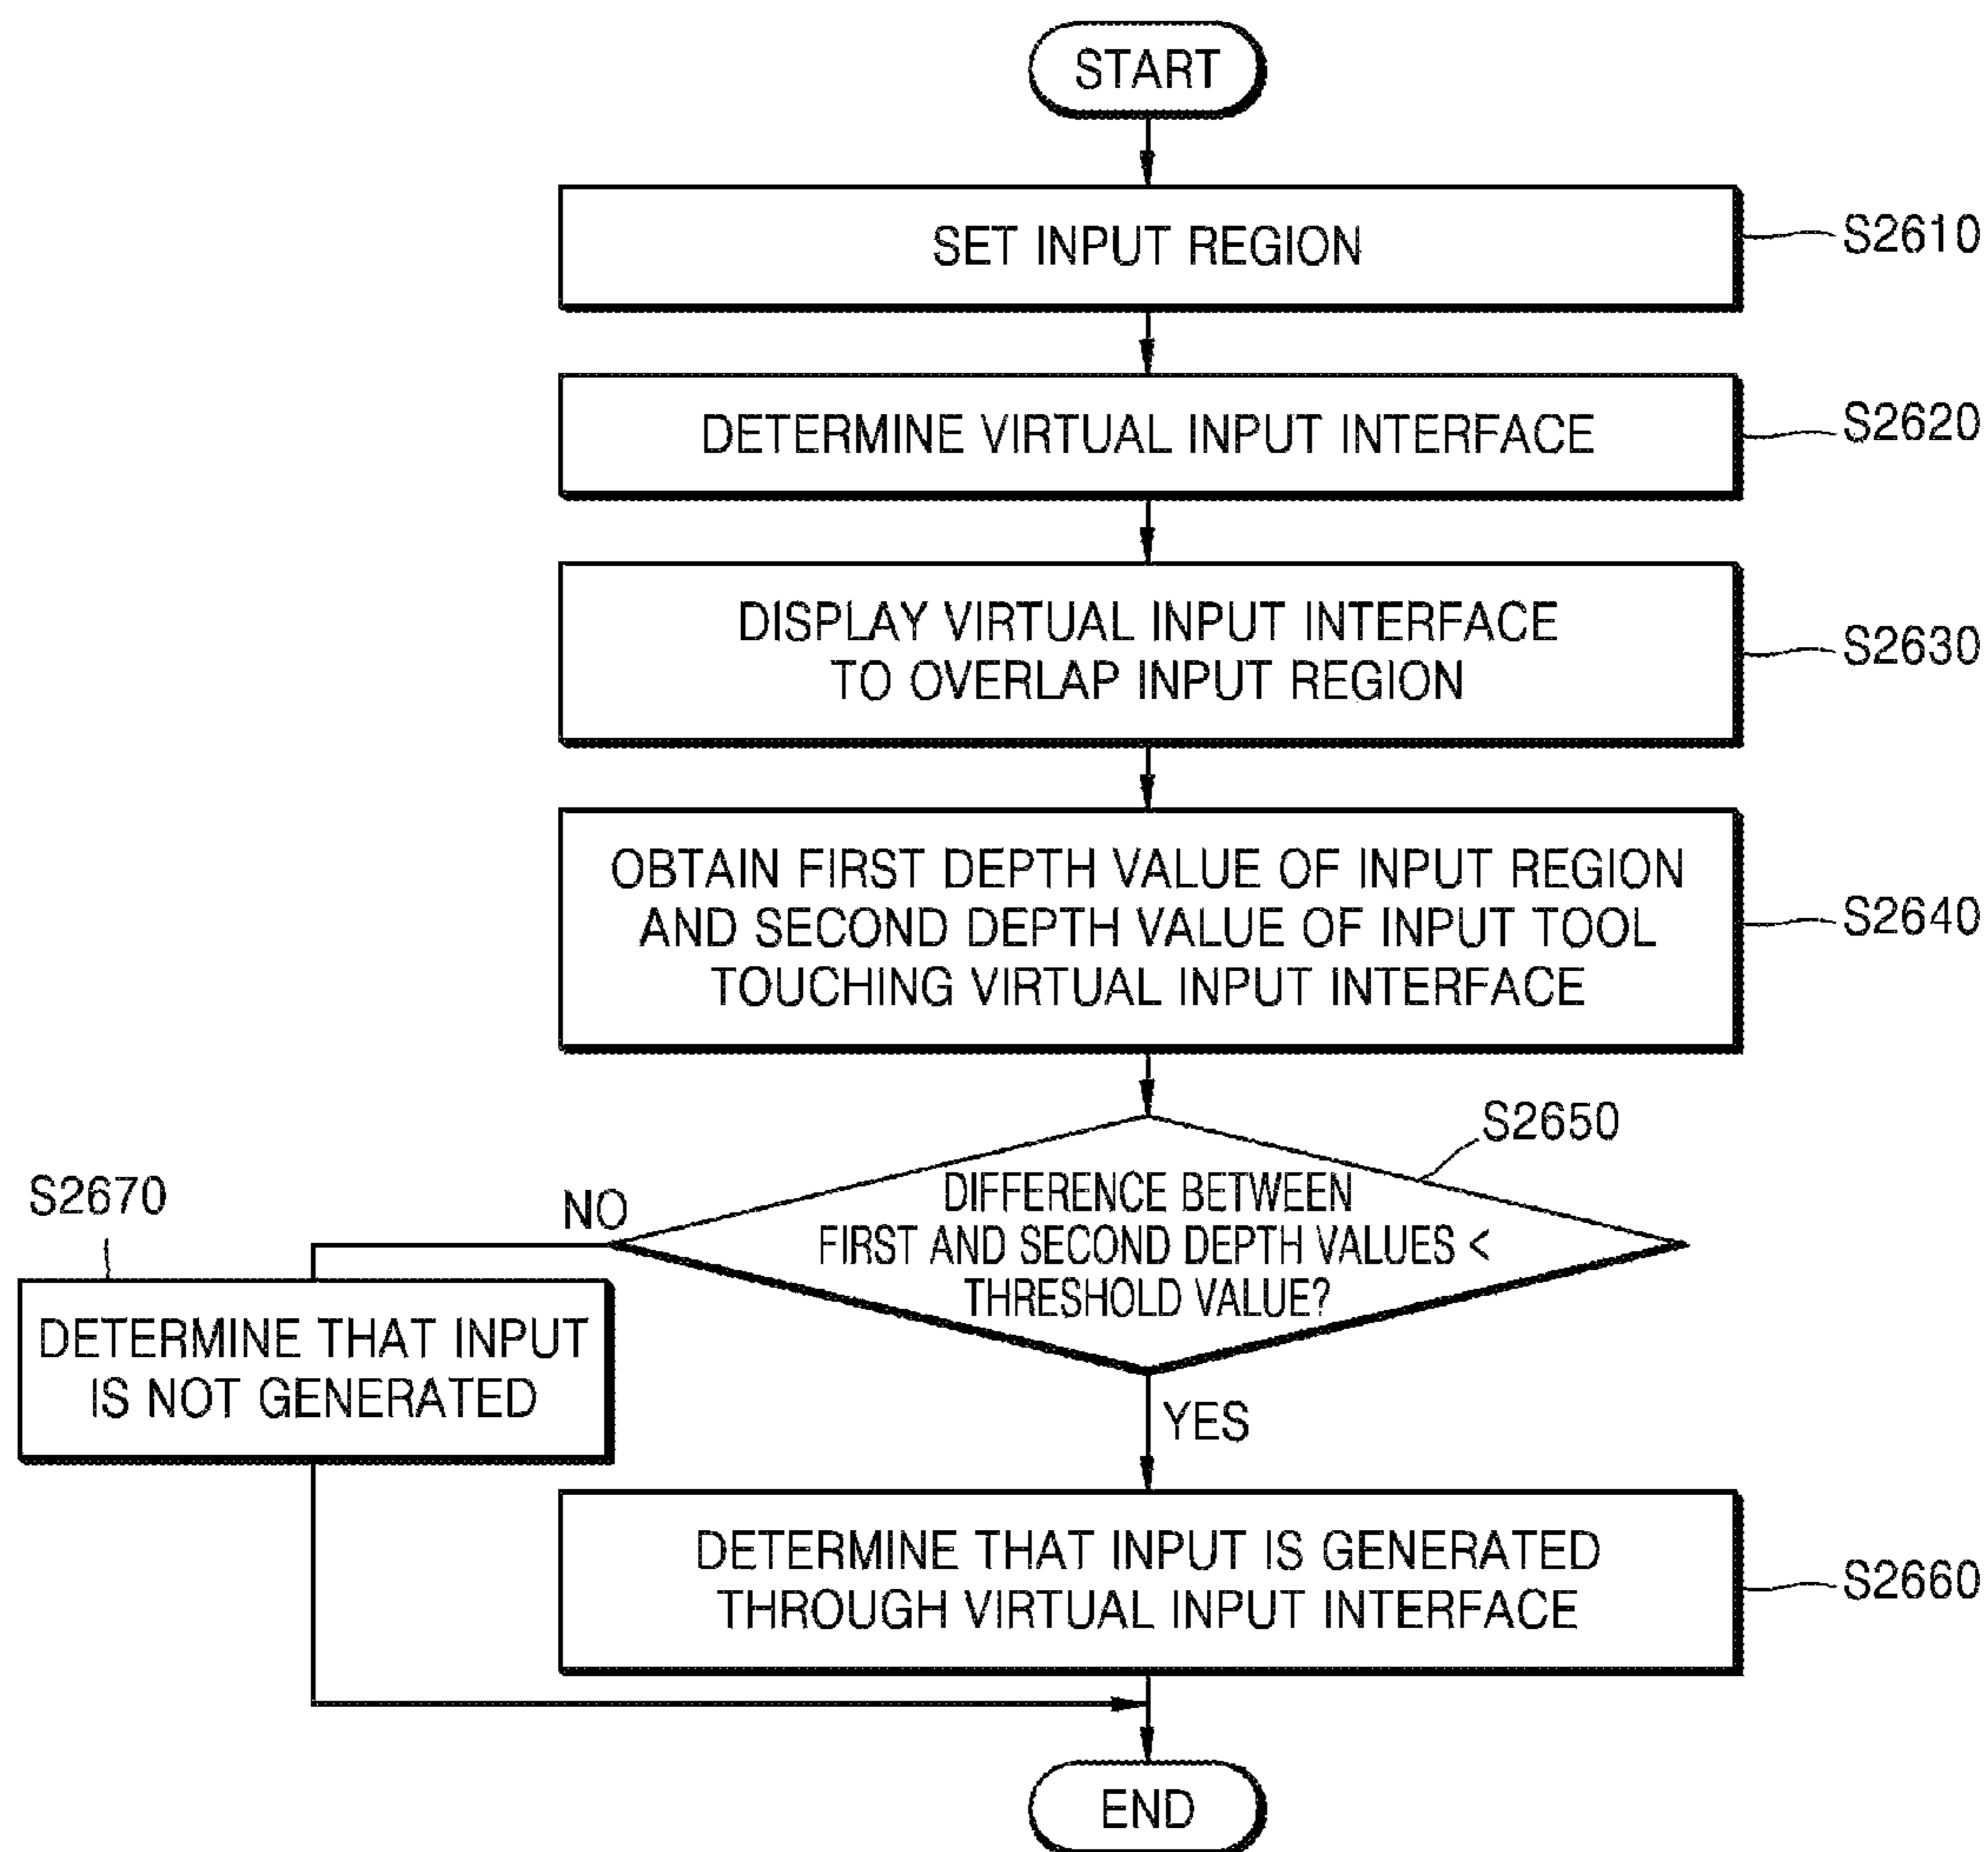 START
SET INPUT REGION
S2610
DETERMINE VIRTUAL INPUT INTERFACE
S2620
DISPLAY VIRTUAL INPUT INTERFACE
TO OVERLAP INPUT REGION
S2630
OBTAIN FIRST DEPTH VALUE OF INPUT REGION
AND SECOND DEPTH VALUE OF INPUT TOOL
TOUCHING VIRTUAL INPUT INTERFACE
S2640
S2650
DIFFERENCE BETWEEN
FIRST AND SECOND DEPTH VALUES <
THRESHOLD VALUE?
NO
S2670
DETERMINE THAT INPUT
IS NOT GENERATED
YES
DETERMINE THAT INPUT IS GENERATED
THROUGH VIRTUAL INPUT INTERFACE
S2660
END